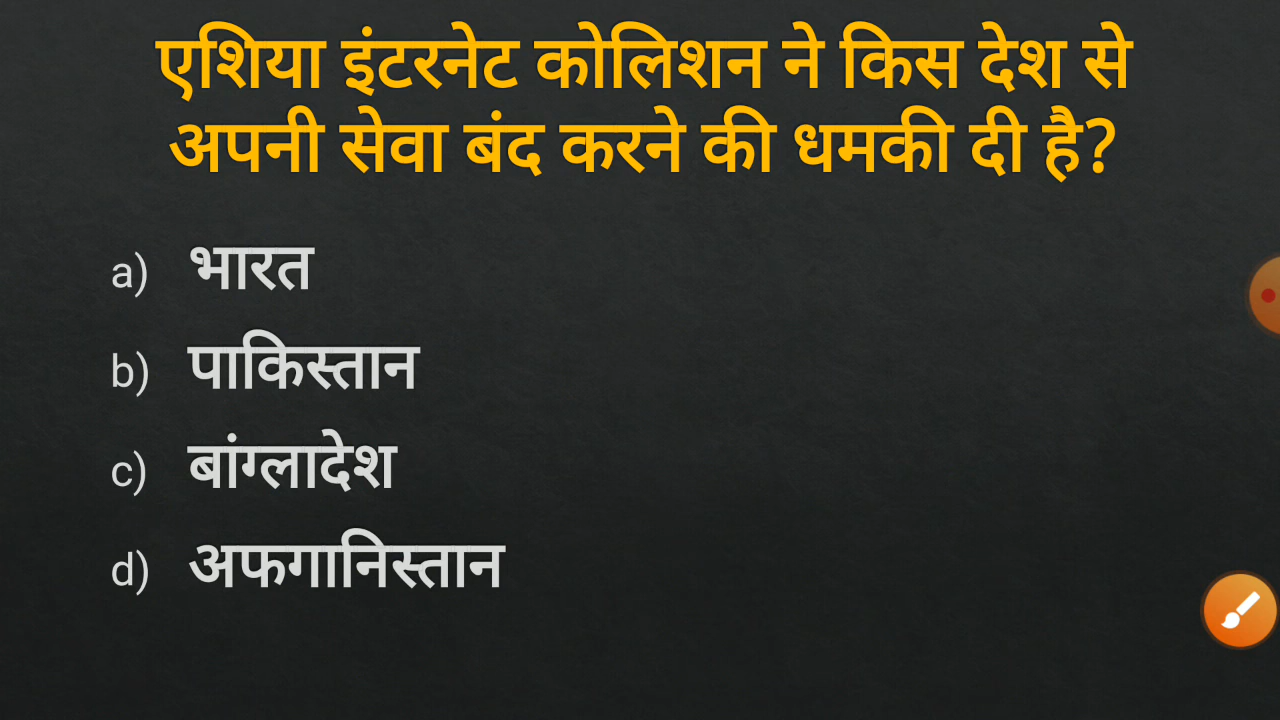 एशिया इंटरनेट कोलिशन ने किस देश से
अपनी सेवा बंद करने की धमकी दी है?
a) भारत
b) पाकिस्तान
c) बांग्लादेश
d) अफगानिस्तान